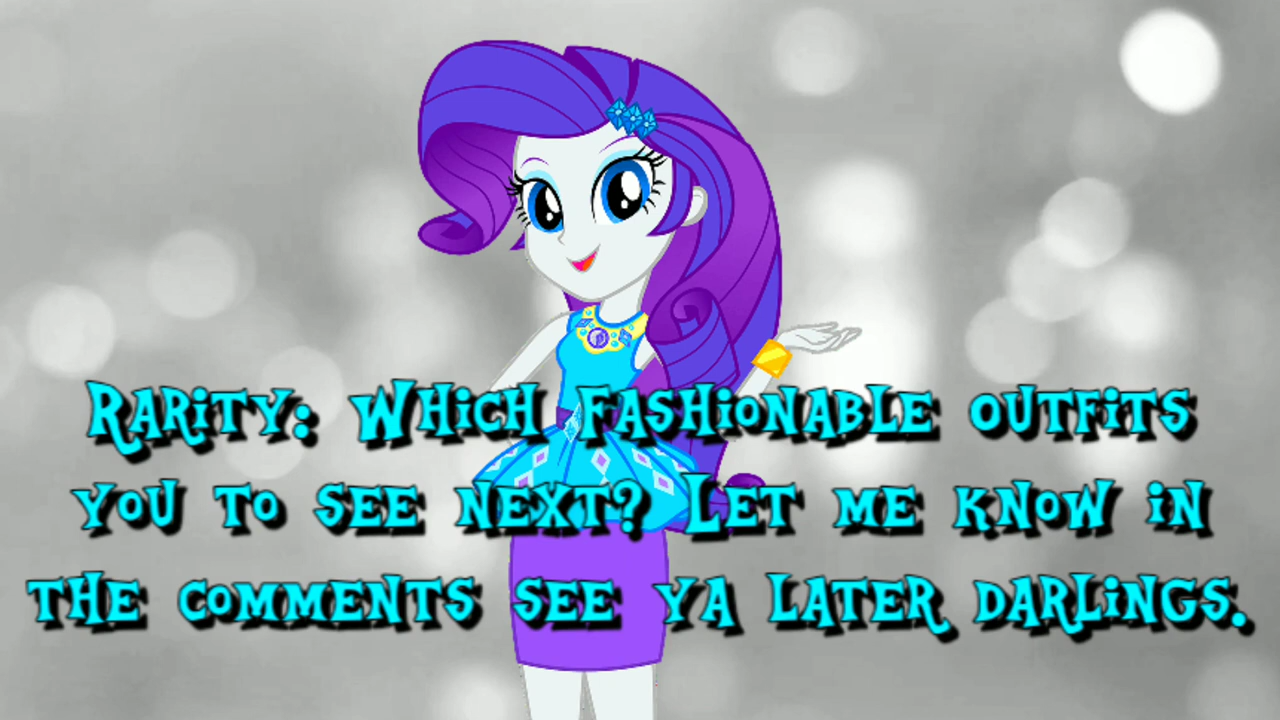 Rarity: Which fashionable outfits
you to see next? Let me know in
the comments see ya later darlings.